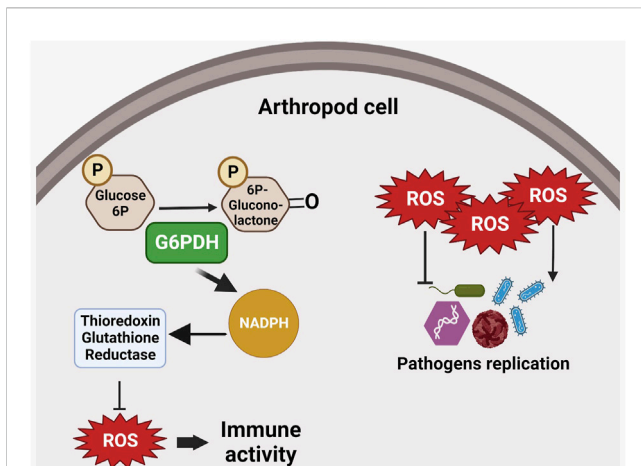 Arthropod cell
P
Glucose
6P
P
6P-
Glucono-
lactone
O
G6PDH
NADPH
Thioredoxin
Glutathione
Reductase
ROS
Immune
activity
ROS
ROS
ROS
Pathogens replication